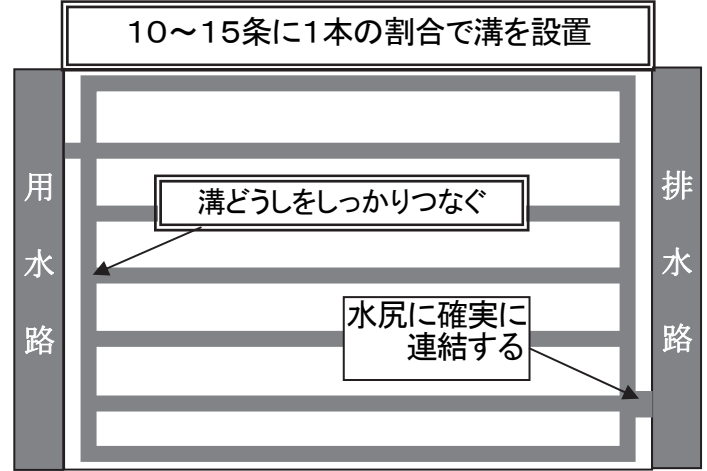 10～15条に1本の割合で溝を設置
用水路
溝どうしをしっかりつなぐ
水尻に確実に
連結する
排水路